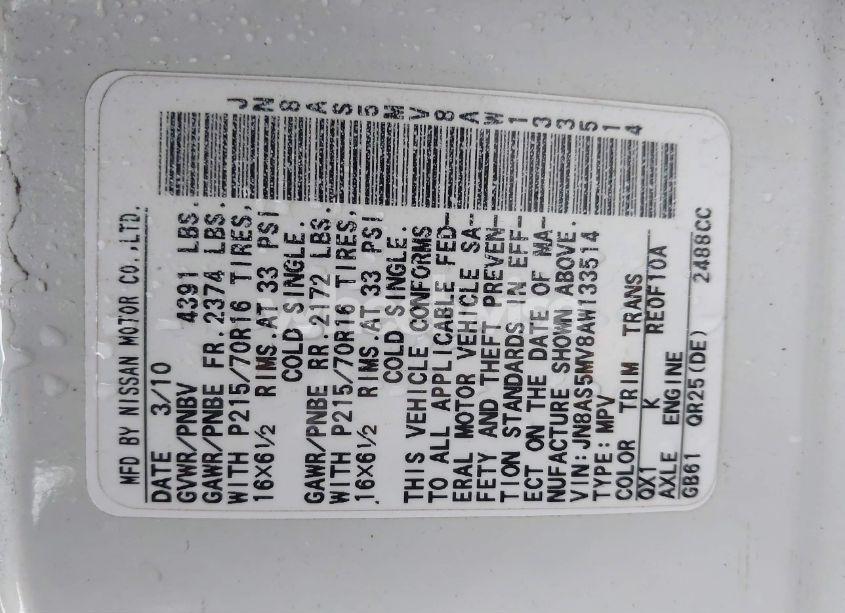 JN8AS5MV8AW133514
MFD BY NISSAN MOTOR CO.,LTD.
DATE 3/10
GVWR/PNBV 4391 LBS.
GAWR/PNBE FR.2374 LBS.
WITH P215/70R16 TIRES,
16X6½ RIMS.AT 33 PSI
COLD SINGLE.
GAWR/PNBE RR.2172 LBS.
WITH P215/70R16 TIRES,
16X6½ RIMS.AT 33 PSI
COLD SINGLE.
THIS VEHICLE CONFORMS
TO ALL APPLICABLE FED-
ERAL MOTOR VEHICLE SA-
FETY AND THEFT PREVEN-
TION STANDARDS IN EFF-
ECT ON THE DATE OF MA-
NUFACTURE SHOWN ABOVE.
VIN:JN8AS5MV8AW133514
TYPE:MPV
COLOR TRIM TRANS
QX1 K RE0F10A
AXLE ENGINE
GB61 QR25(DE) 2488CC